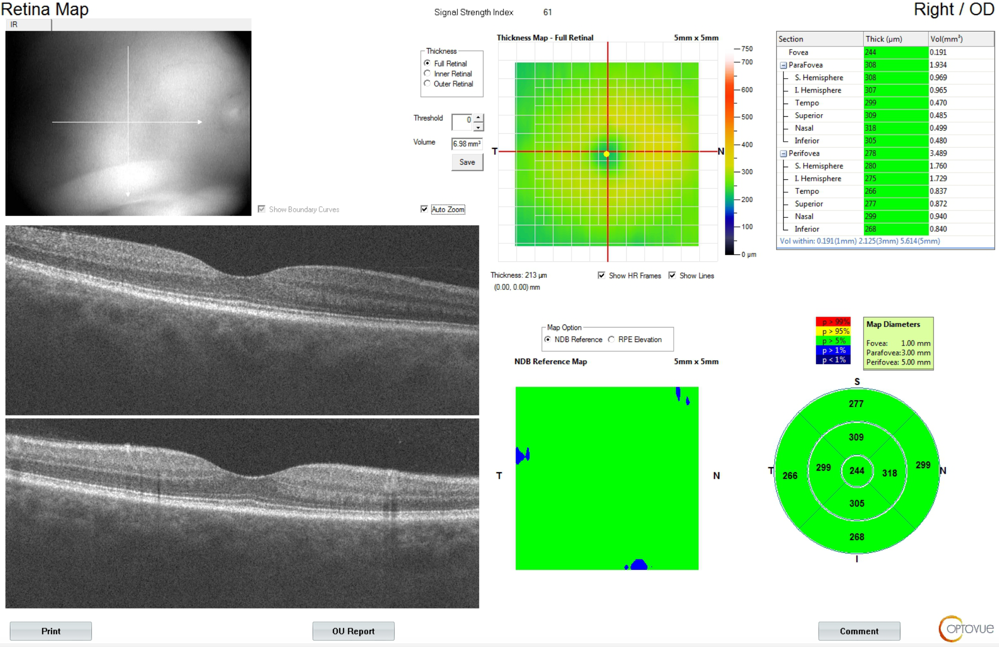 Retina Map
Signal Strength Index 61
Right / OD
IR
Thickness
Full Retinal
Inner Retinal
Outer Retinal
Threshold 0
Volume 6.98 mm³
Save
Show Boundary Curves
Auto Zoom
Thickness Map - Full Retinal 5mm x 5mm
T
N
750
700
600
500
400
300
200
100
0 µm
Thickness: 213 µm
(0.00, 0.00) mm
Show HR Frames
Show Lines
Section Thick (µm) Vol(mm³)
Fovea 244 0.191
ParaFovea 308 1.934
S. Hemisphere 308 0.969
I. Hemisphere 307 0.965
Tempo 299 0.470
Superior 309 0.485
Nasal 318 0.499
Inferior 305 0.480
Perifovea 278 3.489
S. Hemisphere 280 1.760
I. Hemisphere 275 1.729
Tempo 266 0.837
Superior 277 0.872
Nasal 299 0.940
Inferior 268 0.840
Vol within: 0.191(1mm) 2.125(3mm) 5.614(5mm)
Map Option
NDB Reference
RPE Elevation
NDB Reference Map 5mm x 5mm
T
N
p > 99%
p > 95%
p > 5%
p > 1%
p < 1%
Map Diameters
Fovea: 1.00 mm
Parafovea:3.00 mm
Perifovea: 5.00 mm
S
277
309
T 266 299 244 318 299 N
305
268
I
Print
OU Report
Comment
OPTOVUE